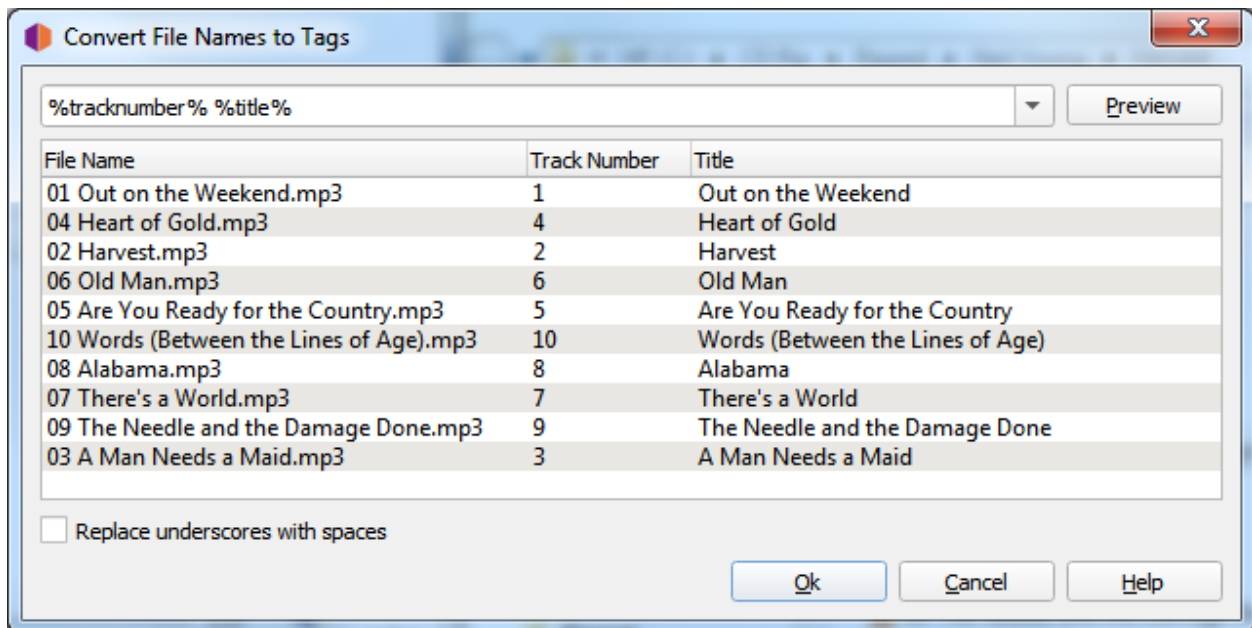 Convert File Names to Tags
%tracknumber% %title%
Preview
File Name Track Number Title
01 Out on the Weekend.mp3 1 Out on the Weekend
04 Heart of Gold.mp3 4 Heart of Gold
02 Harvest.mp3 2 Harvest
06 Old Man.mp3 6 Old Man
05 Are You Ready for the Country.mp3 5 Are You Ready for the Country
10 Words (Between the Lines of Age).mp3 10 Words (Between the Lines of Age)
08 Alabama.mp3 8 Alabama
07 There's a World.mp3 7 There's a World
09 The Needle and the Damage Done.mp3 9 The Needle and the Damage Done
03 A Man Needs a Maid.mp3 3 A Man Needs a Maid
Replace underscores with spaces
Ok Cancel Help